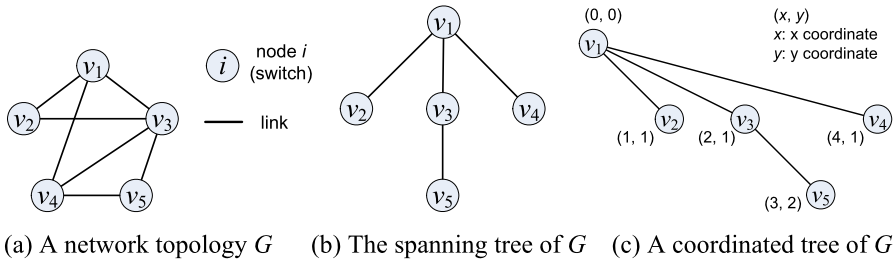 v1
v2
v3
v4
v5
i
node i
(switch)
link
(a) A network topology G
v1
v2
v3
v4
v5
(b) The spanning tree of G
(0, 0)
(x, y)
x: x coordinate
y: y coordinate
v1
v2
v3
v4
(1, 1)
(2, 1)
(4, 1)
v5
(3, 2)
(c) A coordinated tree of G